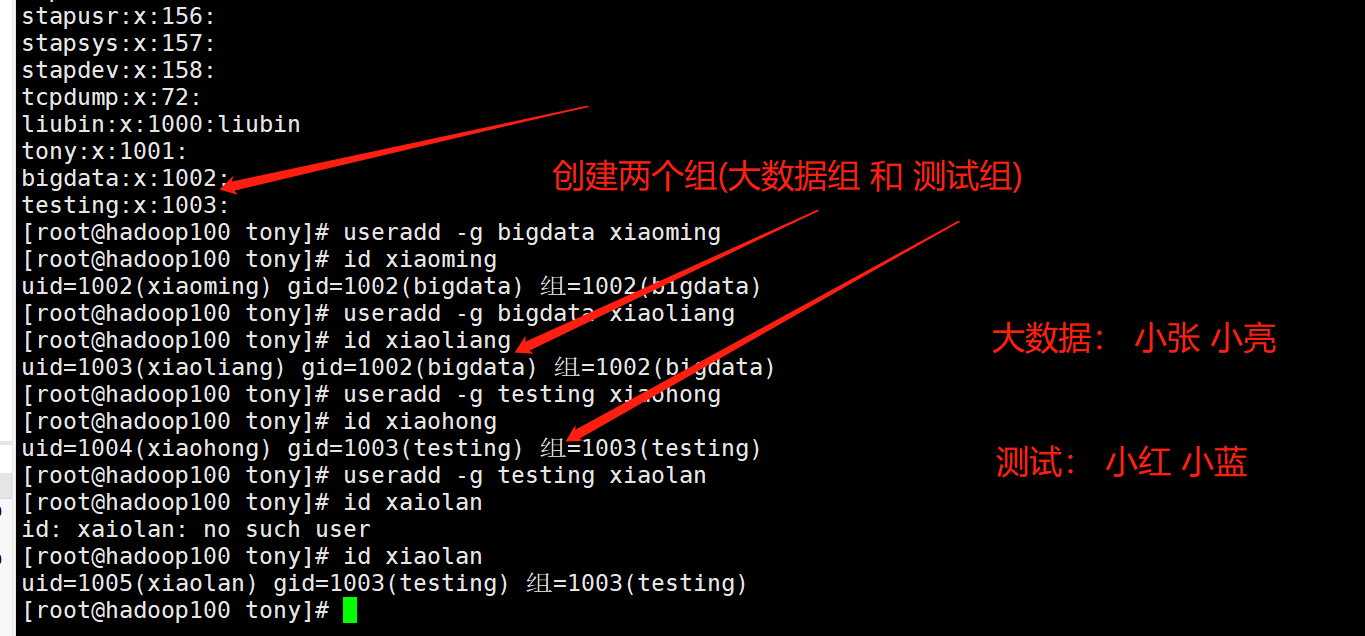 stapusr:x:156:
stapsys:x:157:
stapdev:x:158:
tcpdump:x:72:
liubin:x:1000:liubin
tony:x:1001:
bigdata:x:1002:
创建两个组(大数据组 和 测试组)
testing:x:1003:
[root@hadoop100 tony]# useradd -g bigdata xiaoming
[root@hadoop100 tony]# id xiaoming
uid=1002(xiaoming) gid=1002(bigdata) 组=1002(bigdata)
[root@hadoop100 tony]# useradd -g bigdata xiaoliang
[root@hadoop100 tony]# id xiaoliang
大数据： 小张 小亮
uid=1003(xiaoliang) gid=1002(bigdata) 组=1002(bigdata)
[root@hadoop100 tony]# useradd -g testing xiaohong
[root@hadoop100 tony]# id xiaohong
uid=1004(xiaohong) gid=1003(testing) 组=1003(testing)
测试： 小红 小蓝
[root@hadoop100 tony]# useradd -g testing xiaolan
[root@hadoop100 tony]# id xaiolan
id: xaiolan: no such user
[root@hadoop100 tony]# id xiaolan
uid=1005(xiaolan) gid=1003(testing) 组=1003(testing)
[root@hadoop100 tony]#